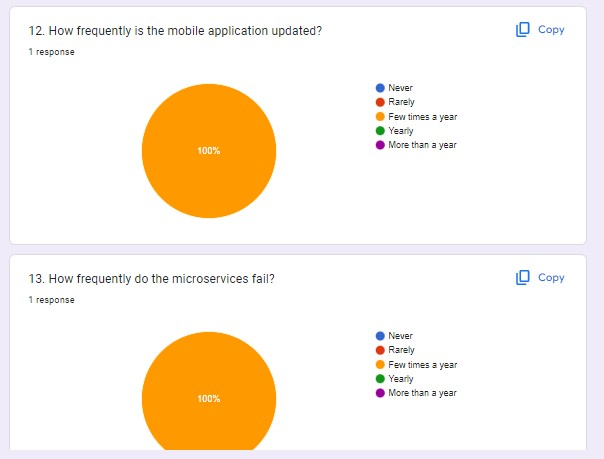 12. How frequently is the mobile application updated?
Copy
1 response
100%
Never
Rarely
Few times a year
Yearly
More than a year
13. How frequently do the microservices fail?
Copy
1 response
100%
Never
Rarely
Few times a year
Yearly
More than a year